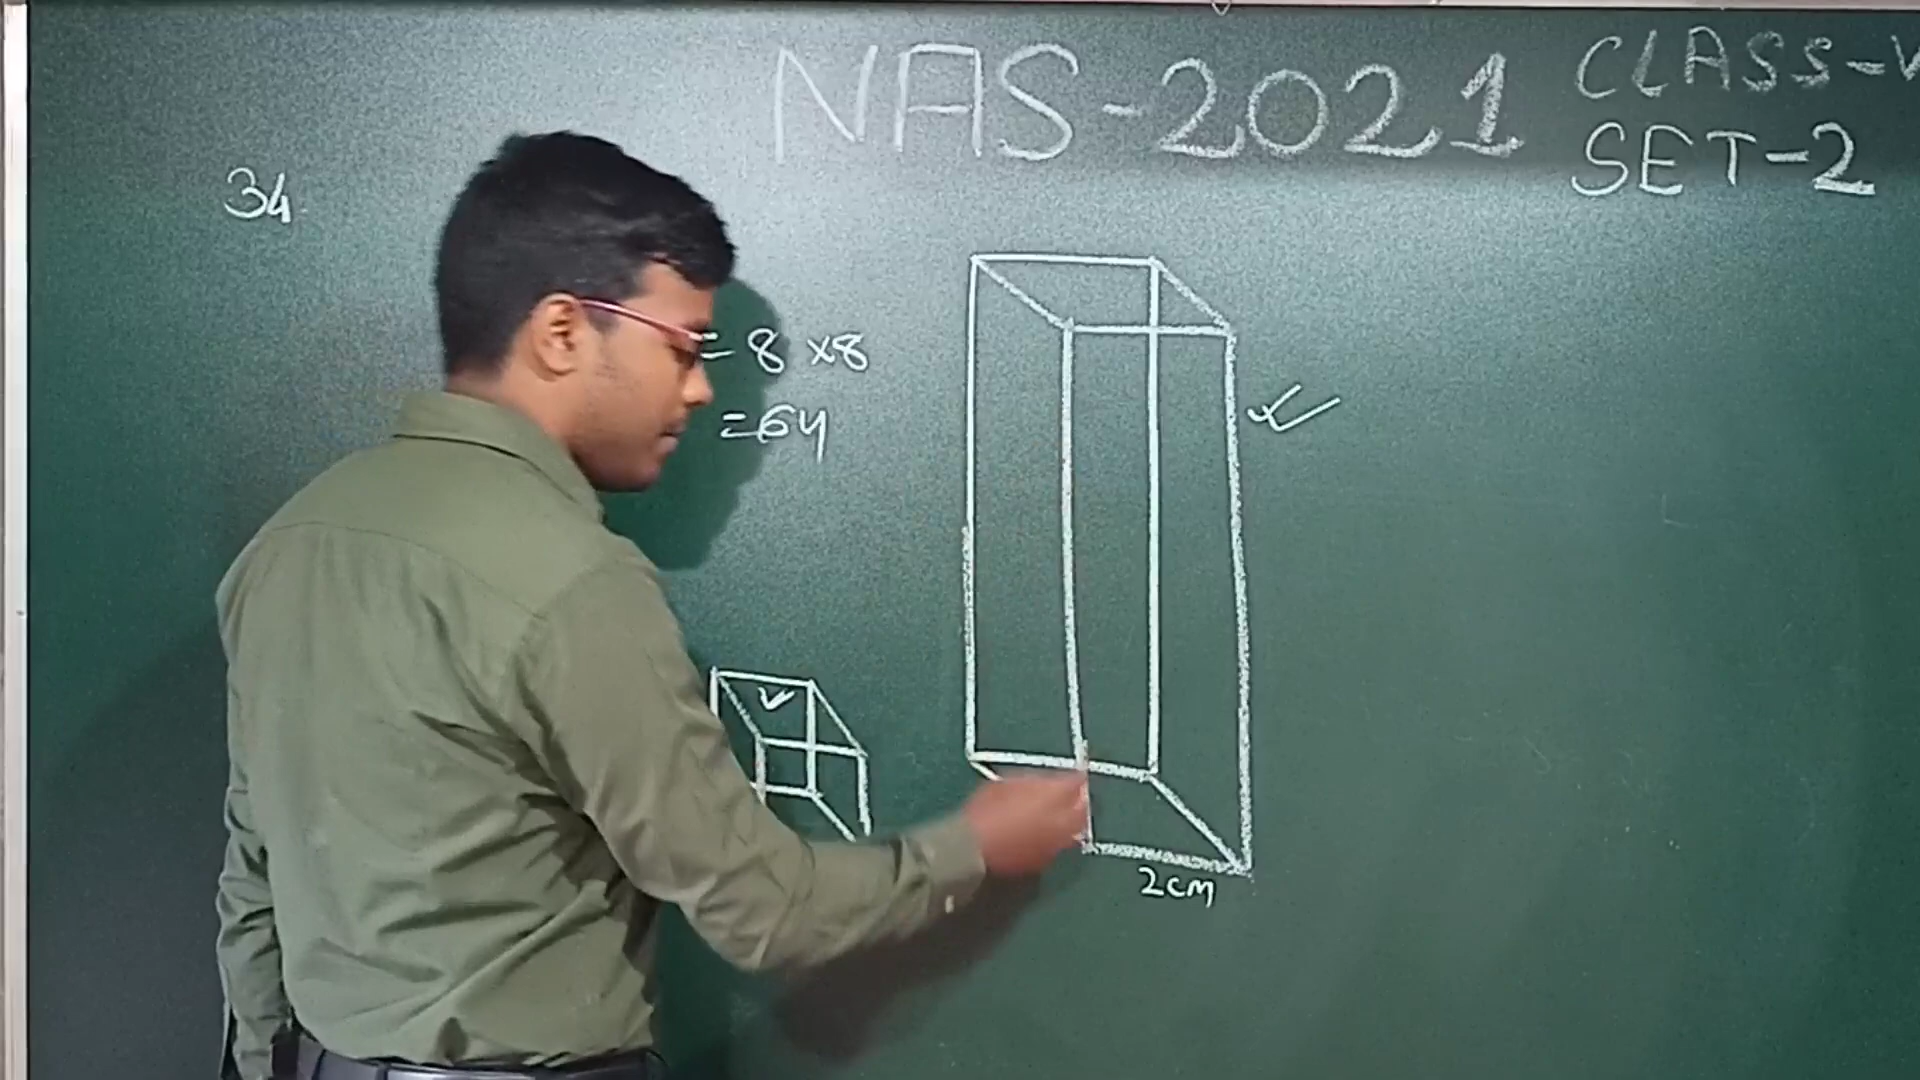 NAS-2021
CLASS-V
SET-2
34
= 8 x8
=64
2cm